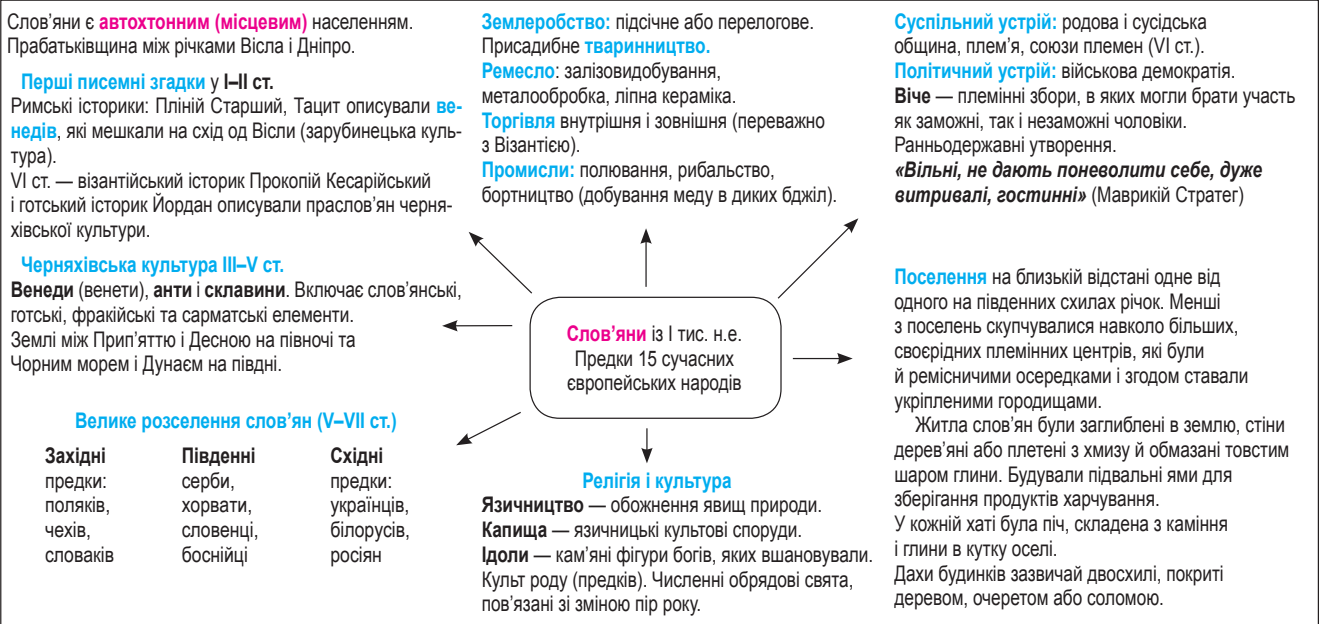 Слов’яни є автохтонним (місцевим) населенням.
Прабатьківщина між річками Вісла і Дніпро.
Перші писемні згадки у І–ІІ ст.
Римські історики: Пліній Старший, Тацит описували ве-
недів, які мешкали на схід од Вісли (зарубинецька куль-
тура).
VI ст. — візантійський історик Прокопій Кесарійський
і готський історик Йордан описували праслов’ян черня-
хівської культури.
Черняхівська культура ІІІ–V ст.
Венеди (венети), анти і склавини. Включає слов’янські,
готські, фракійські та сарматські елементи.
Землі між Прип’яттю і Десною на півночі та
Чорним морем і Дунаєм на півдні.
Велике розселення слов’ян (V–VII ст.)
Західні
предки:
поляків,
чехів,
словаків
Південні
серби,
хорвати,
словенці,
боснійці
Східні
предки:
українців,
білорусів,
росіян
Землеробство: підсічне або перелогове.
Присадибне тваринництво.
Ремесло: залізовидобування,
металообробка, ліпна кераміка.
Торгівля внутрішня і зовнішня (переважно
з Візантією).
Промисли: полювання, рибальство,
бортництво (добування меду в диких бджіл).
Слов’яни із І тис. н.е.
Предки 15 сучасних
європейських народів
Релігія і культура
Язичництво — обожнення явищ природи.
Капища — язичницькі культові споруди.
Ідоли — кам’яні фігури богів, яких вшановували.
Культ роду (предків). Численні обрядові свята,
пов’язані зі зміною пір року.
Суспільний устрій: родова і сусідська
община, плем’я, союзи племен (VI ст.).
Політичний устрій: військова демократія.
Віче — племінні збори, в яких могли брати участь
як заможні, так і незаможні чоловіки.
Ранньодержавні утворення.
«Вільні, не дають поневолити себе, дуже
витривалі, гостинні» (Маврикій Стратег)
Поселення на близькій відстані одне від
одного на південних схилах річок. Менші
з поселень скупчувалися навколо більших,
своєрідних племінних центрів, які були
й ремісничими осередками і згодом ставали
укріпленими городищами.
Житла слов’ян були заглиблені в землю, стіни
дерев’яні або плетені з хмизу й обмазані товстим
шаром глини. Будували підвальні ями для
зберігання продуктів харчування.
У кожній хаті була піч, складена з каміння
і глини в кутку оселі.
Дахи будинків зазвичай двосхилі, покриті
деревом, очеретом або соломою.